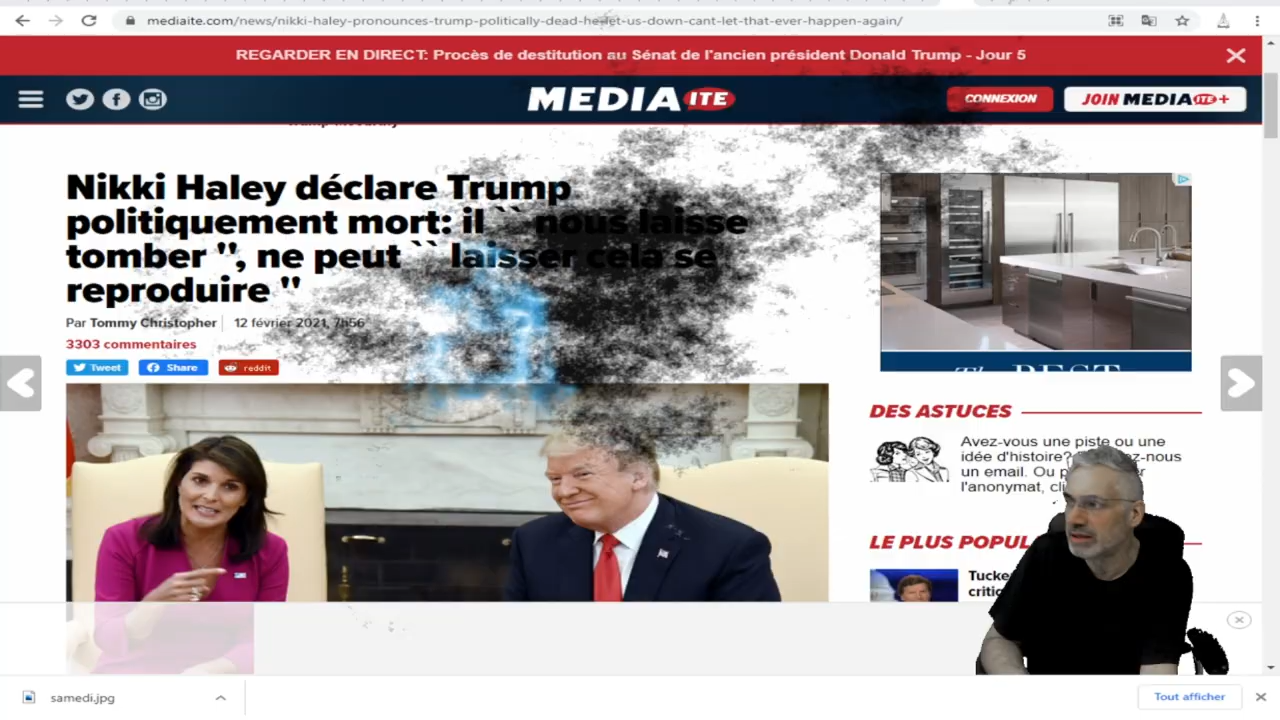 mediaite.com/news/nikki-haley-pronounces-trump-politically-dead-he-let-us-down-cant-let-that-ever-happen-again/
REGARDER EN DIRECT: Procès de destitution au Sénat de l'ancien président Donald Trump - Jour 5
MEDIAITE
CONNEXION
JOIN MEDIAITE+
Nikki Haley déclare Trump
politiquement mort: il `` nous laisse
tomber '', ne peut `` laisser cela se
reproduire ''
Par Tommy Christopher
12 février 2021, 7h56
3303 commentaires
Tweet
Share
reddit
BEST
DES ASTUCES
Avez-vous une piste ou une
idée d'histoire?
un email. Ou
l'anonymat,
LE PLUS
samedi.jpg
Tout afficher